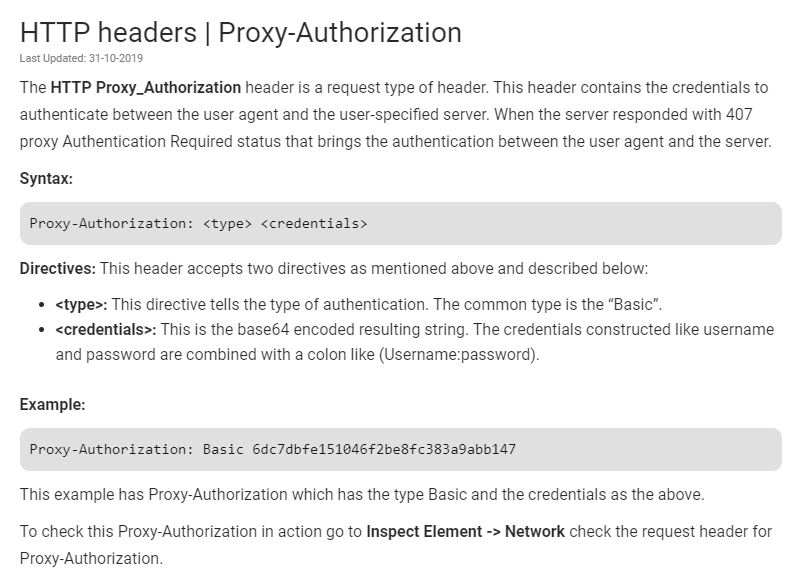 HTTP headers | Proxy-Authorization
Last Updated: 31-10-2019
The HTTP Proxy_Authorization header is a request type of header. This header contains the credentials to
authenticate between the user agent and the user-specified server. When the server responded with 407
proxy Authentication Required status that brings the authentication between the user agent and the server.
Syntax:
Proxy-Authorization: <type> <credentials>
Directives: This header accepts two directives as mentioned above and described below:
• <type>: This directive tells the type of authentication. The common type is the “Basic”.
• <credentials>: This is the base64 encoded resulting string. The credentials constructed like username
and password are combined with a colon like (Username:password).
Example:
Proxy-Authorization: Basic 6dc7dbfe151046f2be8fc383a9abb147
This example has Proxy-Authorization which has the type Basic and the credentials as the above.
To check this Proxy-Authorization in action go to Inspect Element -> Network check the request header for
Proxy-Authorization.